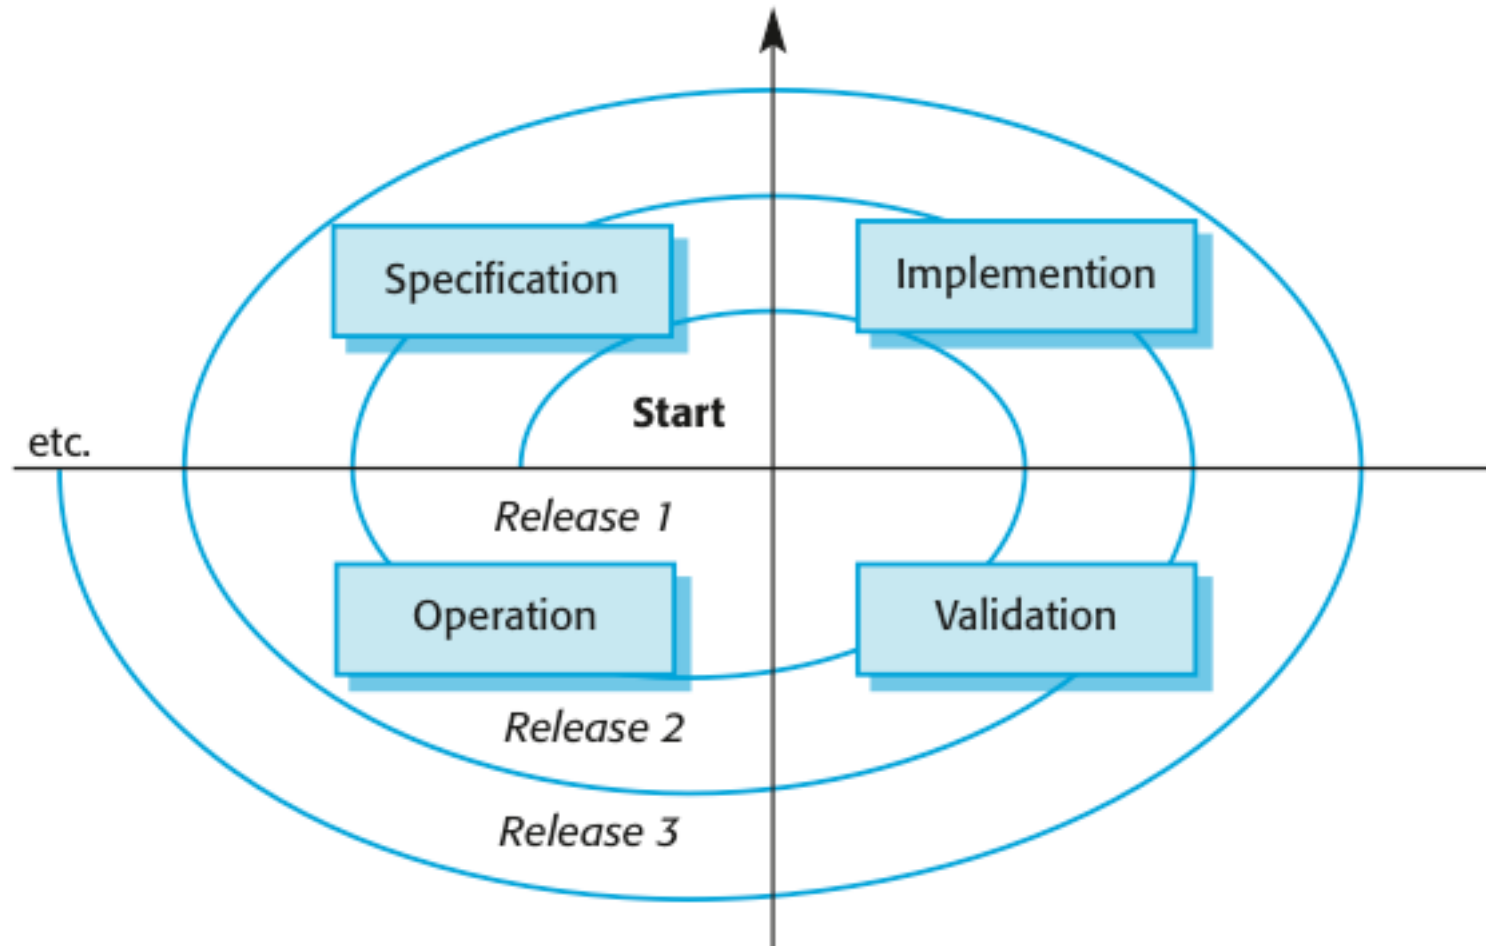 Specification
Implemention
Start
etc.
Release 1
Operation
Validation
Release 2
Release 3